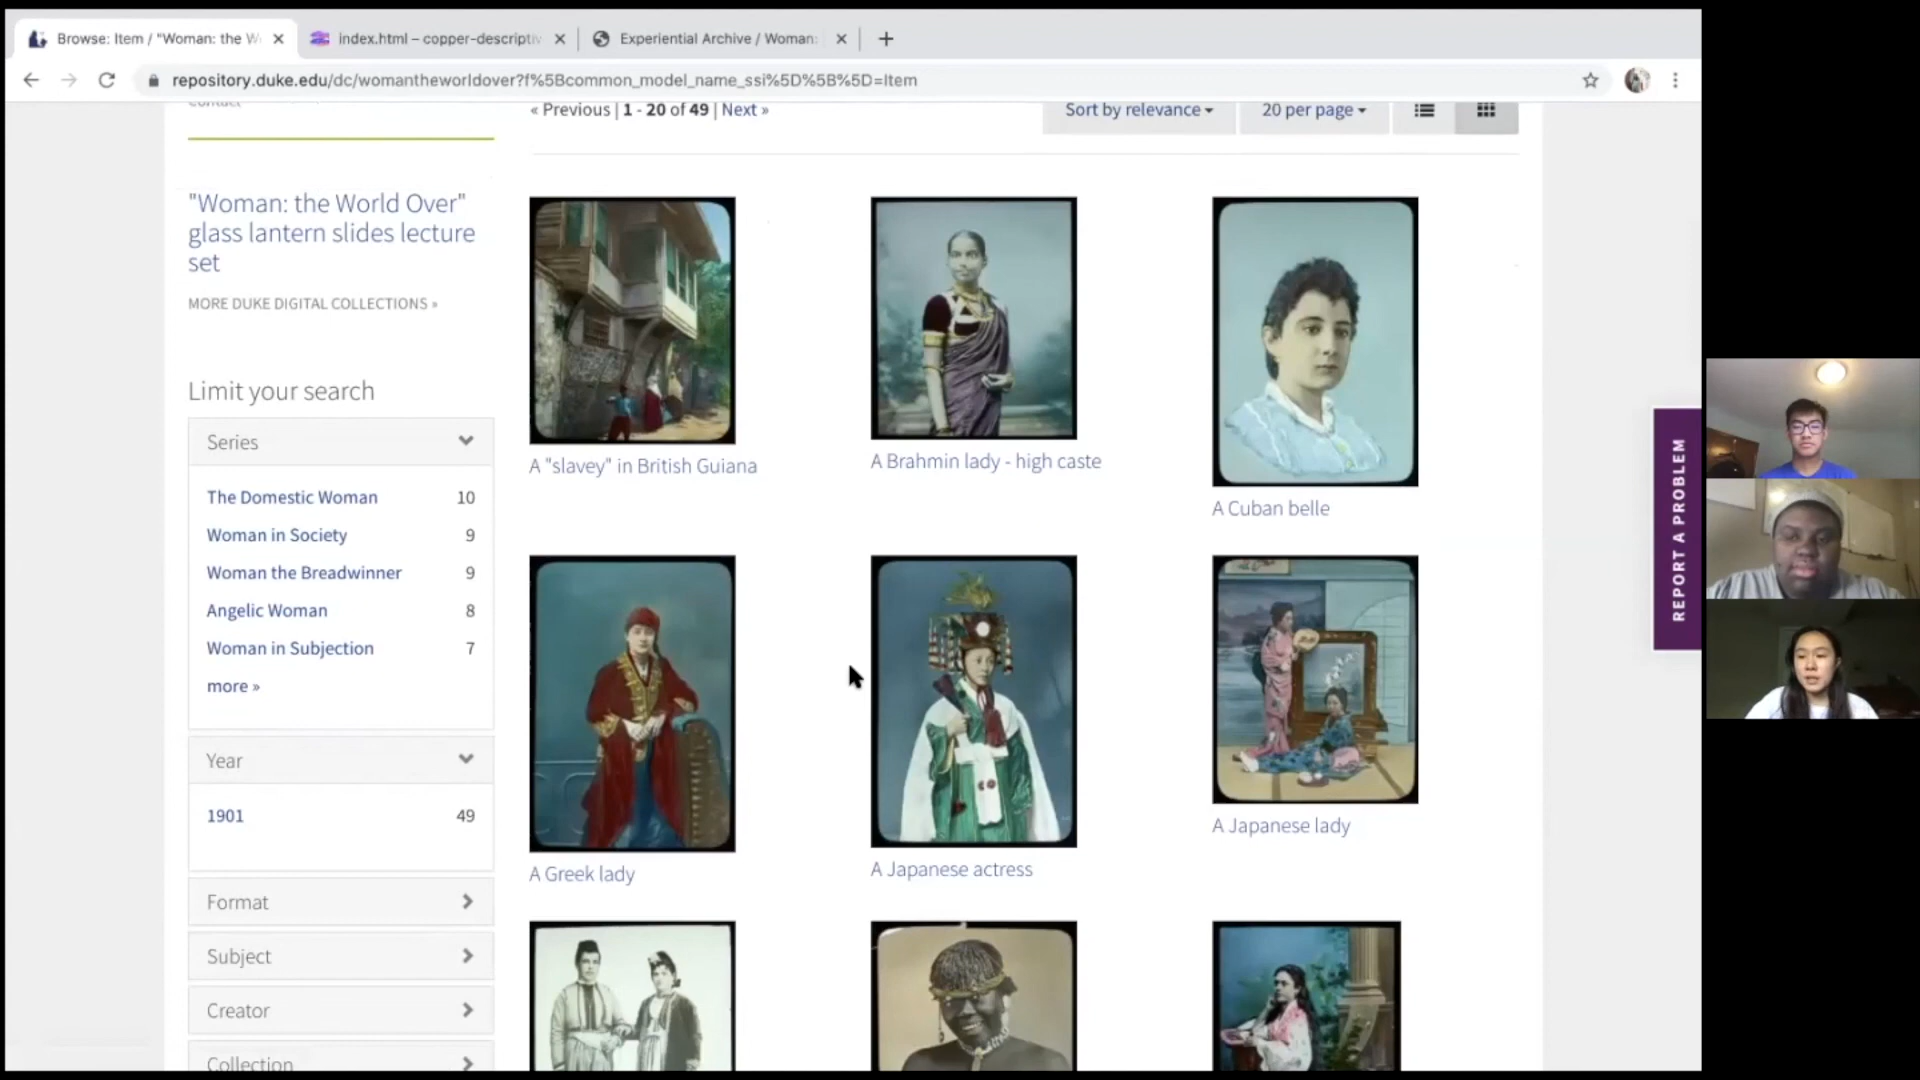 Browse: Item / "Woman: the W
index.html – copper-descriptiv
Experiential Archive / Woman:
repository.duke.edu/dc/womantheworldover?f%5Bcommon_model_name_ssi%5D%5B%5D=Item
Contact
« Previous | 1 - 20 of 49 | Next »
Sort by relevance
20 per page
"Woman: the World Over"
glass lantern slides lecture
set
MORE DUKE DIGITAL COLLECTIONS »
Limit your search
Series
The Domestic Woman 10
Woman in Society 9
Woman the Breadwinner 9
Angelic Woman 8
Woman in Subjection 7
more »
Year
1901 49
Format
Subject
Creator
Collection
A "slavey" in British Guiana
A Brahmin lady - high caste
A Cuban belle
A Greek lady
A Japanese actress
A Japanese lady
REPORT A PROBLEM